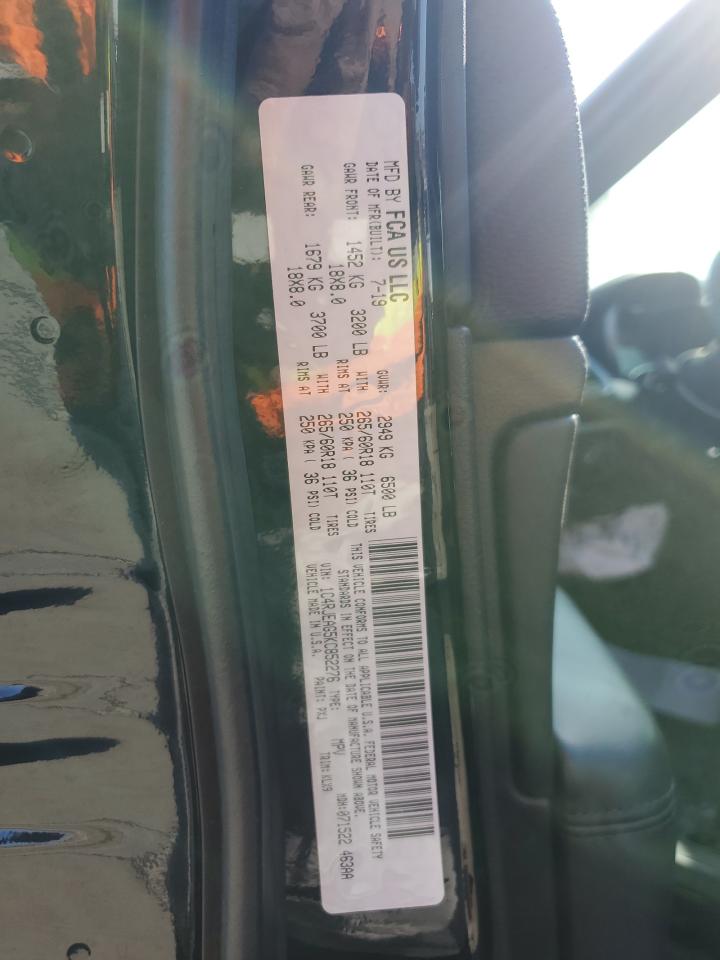 MFD BY FCA US LLC
DATE OF MFR(BUILT): 7-19 GVWR: 2949 KG 6500 LB
GAWR FRONT: 1452 KG 3200 LB WITH 265/60R18 110T TIRES
18X8.0 RIMS AT 250 KPA ( 36 PSI) COLD
GAWR REAR: 1679 KG 3700 LB WITH 265/60R18 110T TIRES
18X8.0 RIMS AT 250 KPA ( 36 PSI) COLD
THIS VEHICLE CONFORMS TO ALL APPLICABLE U.S.A. FEDERAL MOTOR VEHICLE SAFETY
STANDARDS IN EFFECT ON THE DATE OF MANUFACTURE SHOWN ABOVE.
VIN: 1C4RJEAG5KC852276 TYPE: MPV MDH:071522 463AA
VEHICLE MADE IN U.S.A. PAINT: PXJ TRIM: